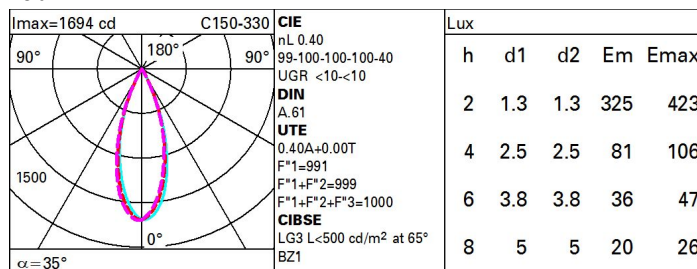 Imax=1694 cd C150-330
90° 180° 90°
1500
0°
α=35°
CIE
nL 0.40
99-100-100-100-40
UGR <10-<10
DIN
A.61
UTE
0.40A+0.00T
F"1=991
F"1+F"2=999
F"1+F"2+F"3=1000
CIBSE
LG3 L<500 cd/m² at 65°
BZ1
Lux
h d1 d2 Em Emax
2 1.3 1.3 325 423
4 2.5 2.5 81 106
6 3.8 3.8 36 47
8 5 5 20 26